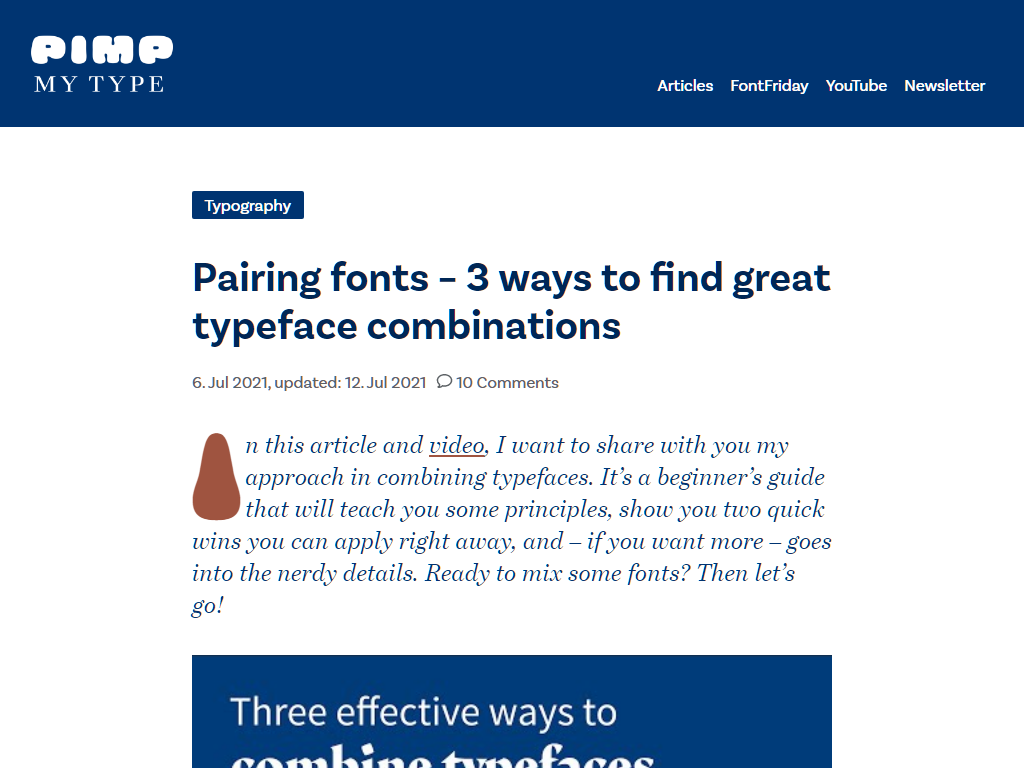 PIMP
MY TYPE
Articles FontFriday YouTube Newsletter
Typography
Pairing fonts – 3 ways to find great
typeface combinations
6. Jul 2021, updated: 12. Jul 2021 10 Comments
In this article and video, I want to share with you my
approach in combining typefaces. It’s a beginner’s guide
that will teach you some principles, show you two quick
wins you can apply right away, and – if you want more – goes
into the nerdy details. Ready to mix some fonts? Then let’s
go!
Three effective ways to
combine typefaces